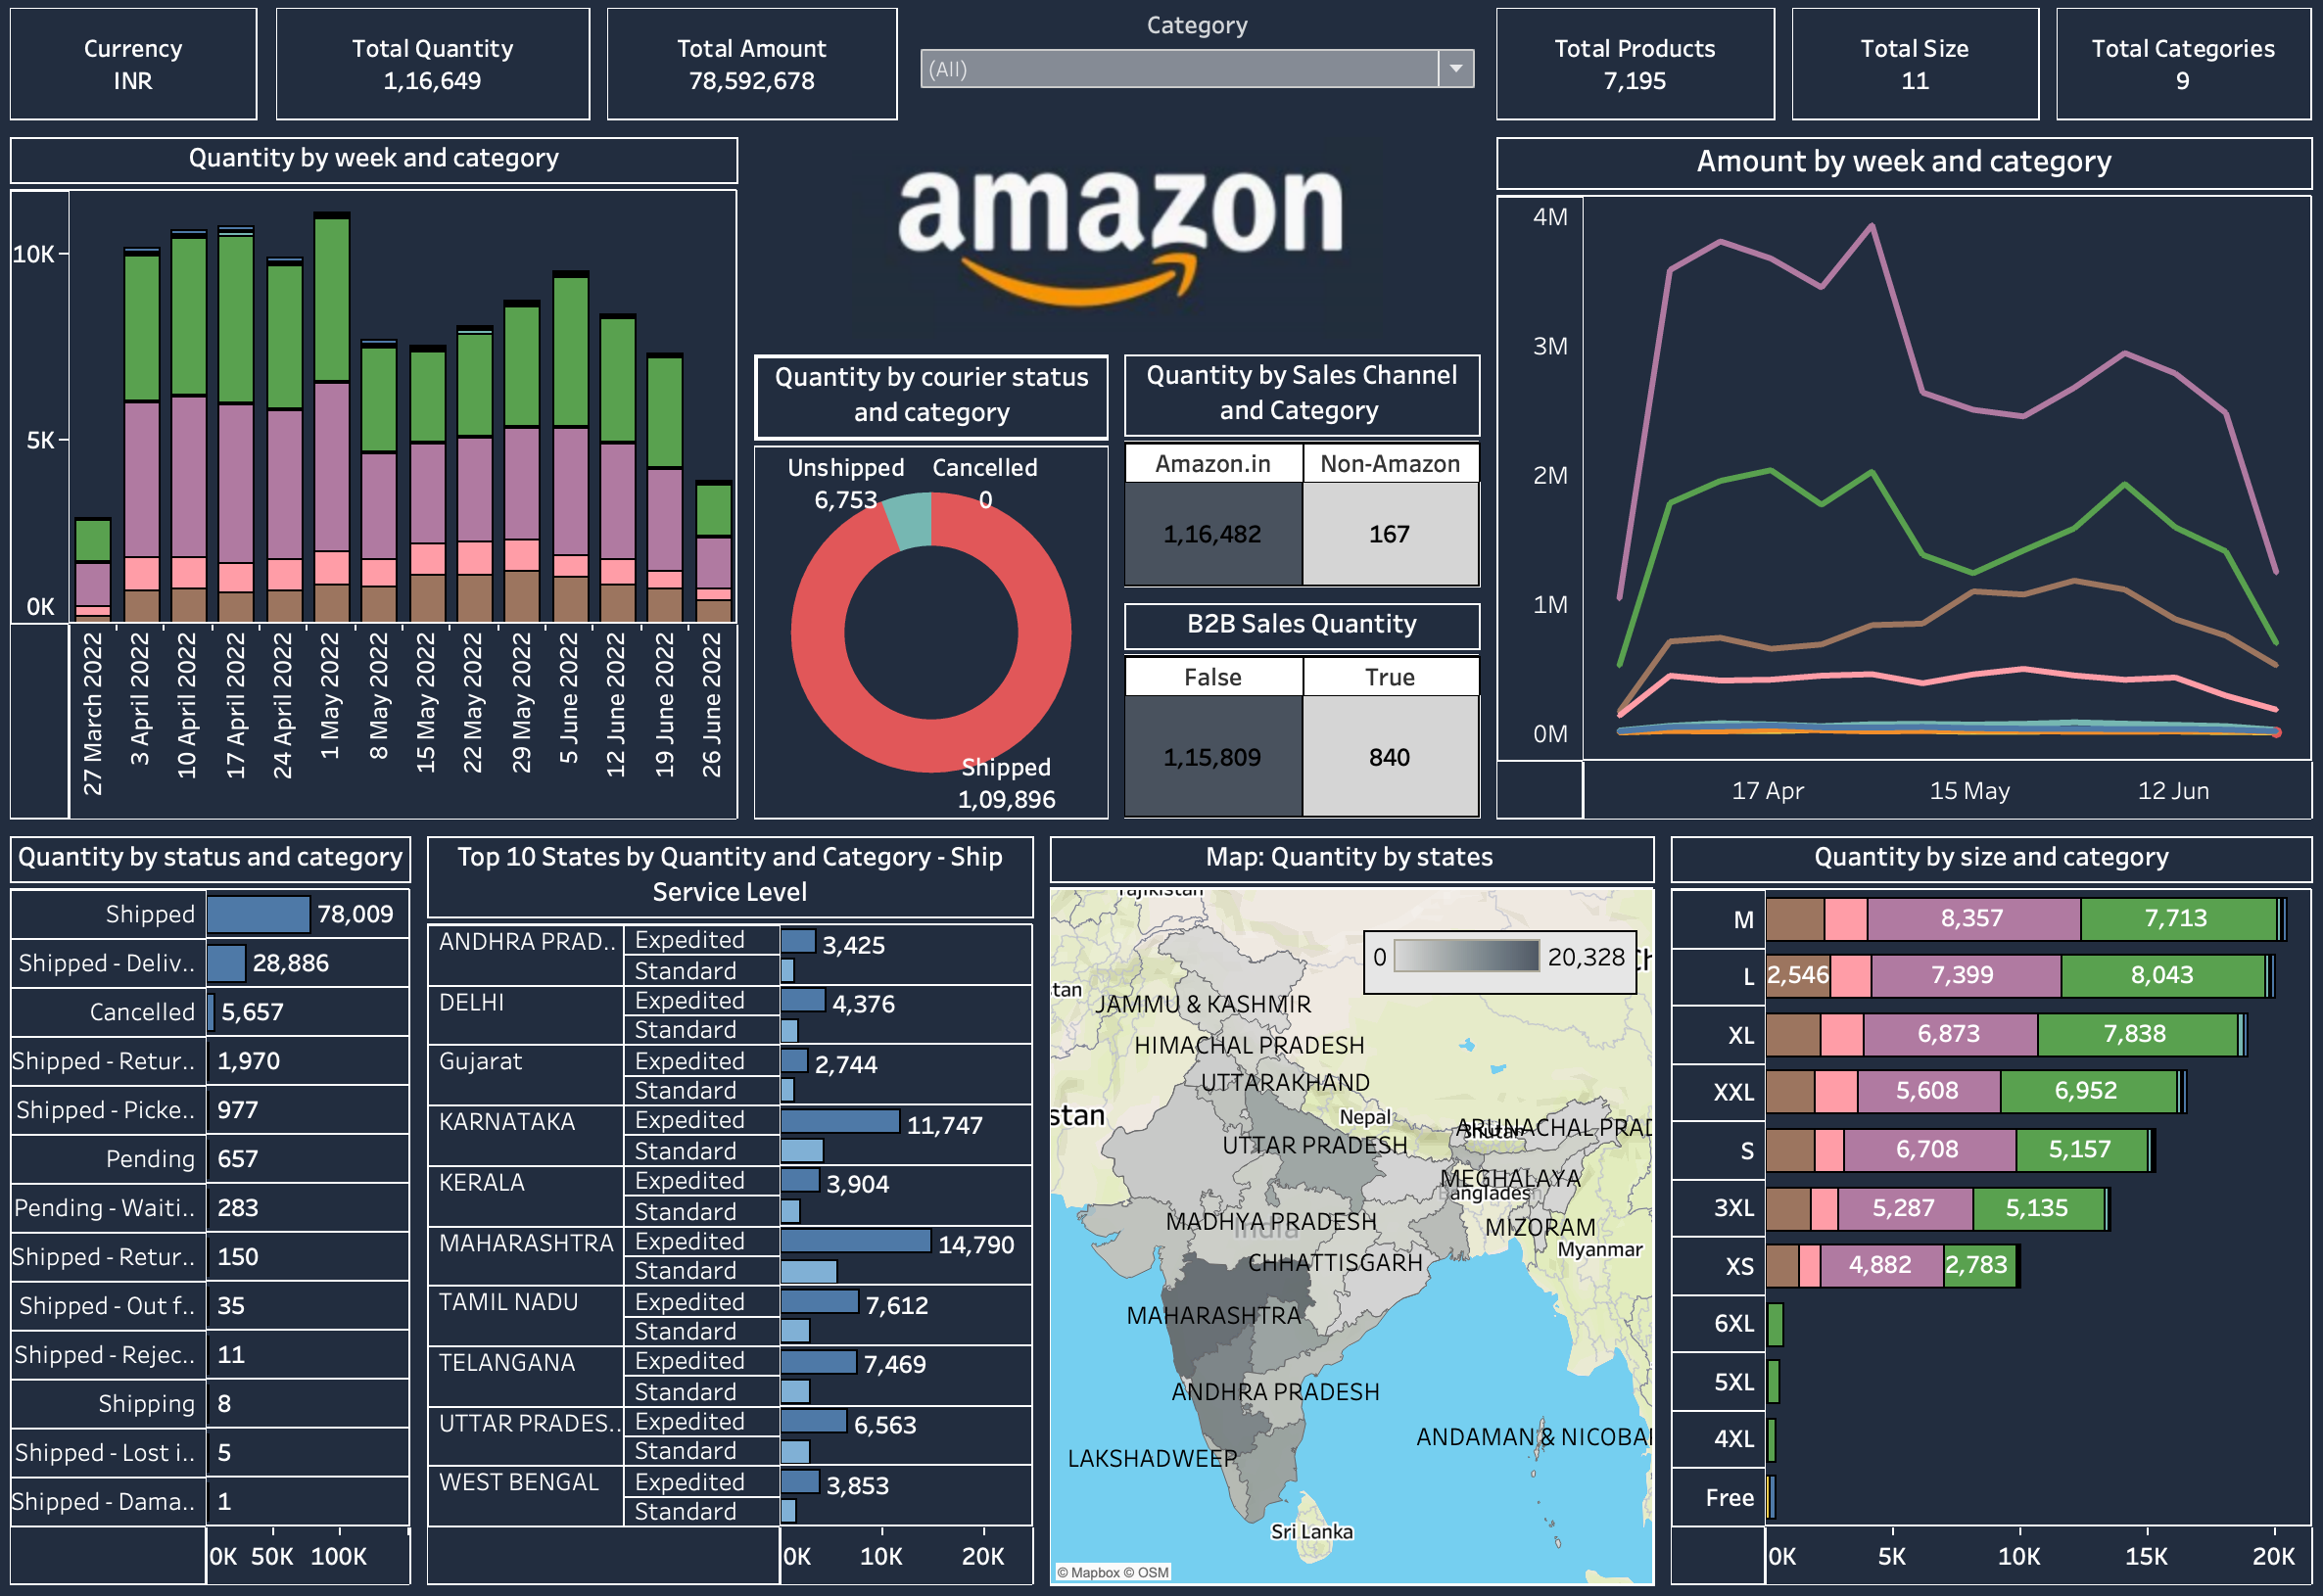 Currency
INR
Total Quantity
1,16,649
Total Amount
78,592,678
Category
(All)
Total Products
7,195
Total Size
11
Total Categories
9
Quantity by week and category
10K
5K
0K
27 March 2022
3 April 2022
10 April 2022
17 April 2022
24 April 2022
1 May 2022
8 May 2022
15 May 2022
22 May 2022
29 May 2022
5 June 2022
12 June 2022
19 June 2022
26 June 2022
amazon
Quantity by courier status
and category
Unshipped
6,753
Cancelled
0
Shipped
1,09,896
Quantity by Sales Channel
and Category
Amazon.in Non-Amazon
1,16,482 167
B2B Sales Quantity
False True
1,15,809 840
Amount by week and category
4M
3M
2M
1M
0M
17 Apr 15 May 12 Jun
Quantity by status and category
Shipped 78,009
Shipped - Deliv.. 28,886
Cancelled 5,657
Shipped - Retur.. 1,970
Shipped - Picke.. 977
Pending 657
Pending - Waiti.. 283
Shipped - Retur.. 150
Shipped - Out f.. 35
Shipped - Rejec.. 11
Shipping 8
Shipped - Lost i.. 5
Shipped - Dama.. 1
0K 50K 100K
Top 10 States by Quantity and Category - Ship
Service Level
ANDHRA PRAD.. Expedited 3,425
Standard
DELHI Expedited 4,376
Standard
Gujarat Expedited 2,744
Standard
KARNATAKA Expedited 11,747
Standard
KERALA Expedited 3,904
Standard
MAHARASHTRA Expedited 14,790
Standard
TAMIL NADU Expedited 7,612
Standard
TELANGANA Expedited 7,469
Standard
UTTAR PRADES.. Expedited 6,563
Standard
WEST BENGAL Expedited 3,853
Standard
0K 10K 20K
Map: Quantity by states
Tajikistan
0 20,328
Ch
tan
JAMMU & KASHMIR
HIMACHAL PRADESH
UTTARAKHAND
stan
Nepal
ARUNACHAL PRAD
Bhutan
UTTAR PRADESH
MEGHALAYA
Bangladesh
MADHYA PRADESH
India
MIZORAM
Myanmar
CHHATTISGARH
MAHARASHTRA
ANDHRA PRADESH
ANDAMAN & NICOBAR
LAKSHADWEEP
Sri Lanka
© Mapbox © OSM
Quantity by size and category
M 8,357 7,713
L 2,546 7,399 8,043
XL 6,873 7,838
XXL 5,608 6,952
S 6,708 5,157
3XL 5,287 5,135
XS 4,882 2,783
6XL
5XL
4XL
Free
0K 5K 10K 15K 20K